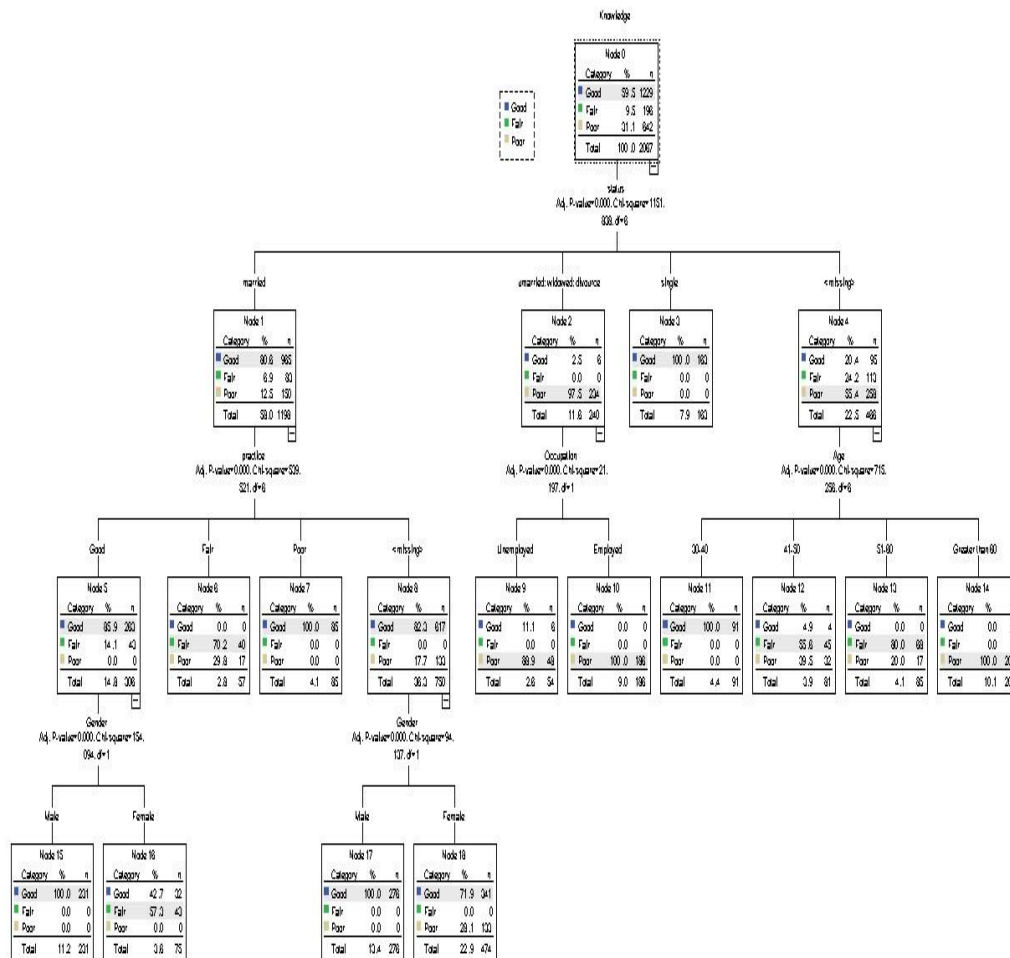 Knowledge
Node 0
Category % n
Good 59.5 1229
Fair 9.5 196
Poor 31.1 642
Total 100.0 2067
Good
Fair
Poor
status
Adj. P-value=0.000, Chi-square=1151.
838, df=6
married
unmarried; widowed; divource
single
<missing>
Node 1
Category % n
Good 80.6 965
Fair 6.9 83
Poor 12.5 150
Total 58.0 1198
Node 2
Category % n
Good 2.5 6
Fair 0.0 0
Poor 97.5 234
Total 11.6 240
Node 3
Category % n
Good 100.0 163
Fair 0.0 0
Poor 0.0 0
Total 7.9 163
Node 4
Category % n
Good 20.4 95
Fair 24.2 113
Poor 55.4 258
Total 22.5 466
practice
Adj. P-value=0.000, Chi-square=539.
521, df=6
Occupation
Adj. P-value=0.000, Chi-square=21.
197, df=1
Age
Adj. P-value=0.000, Chi-square=715.
256, df=6
Good
Fair
Poor
<missing>
Unemployed
Employed
30-40
41-50
51-60
Greater than 60
Node 5
Category % n
Good 85.9 263
Fair 14.1 43
Poor 0.0 0
Total 14.8 306
Node 6
Category % n
Good 0.0 0
Fair 70.2 40
Poor 29.8 17
Total 2.8 57
Node 7
Category % n
Good 100.0 85
Fair 0.0 0
Poor 0.0 0
Total 4.1 85
Node 8
Category % n
Good 82.3 617
Fair 0.0 0
Poor 17.7 133
Total 36.3 750
Node 9
Category % n
Good 11.1 6
Fair 0.0 0
Poor 88.9 48
Total 2.6 54
Node 10
Category % n
Good 0.0 0
Fair 0.0 0
Poor 100.0 186
Total 9.0 186
Node 11
Category % n
Good 100.0 91
Fair 0.0 0
Poor 0.0 0
Total 4.4 91
Node 12
Category % n
Good 4.9 4
Fair 55.6 45
Poor 39.5 32
Total 3.9 81
Node 13
Category % n
Good 0.0 0
Fair 80.0 68
Poor 20.0 17
Total 4.1 85
Node 14
Category %
Good 0.0
Fair 0.0
Poor 100.0
Total 10.1
Gender
Adj. P-value=0.000, Chi-square=154.
094, df=1
Gender
Adj. P-value=0.000, Chi-square=94.
137, df=1
Male
Female
Male
Female
Node 15
Category % n
Good 100.0 231
Fair 0.0 0
Poor 0.0 0
Total 11.2 231
Node 16
Category % n
Good 42.7 32
Fair 57.3 43
Poor 0.0 0
Total 3.6 75
Node 17
Category % n
Good 100.0 276
Fair 0.0 0
Poor 0.0 0
Total 13.4 276
Node 18
Category % n
Good 71.9 341
Fair 0.0 0
Poor 28.1 133
Total 22.9 474